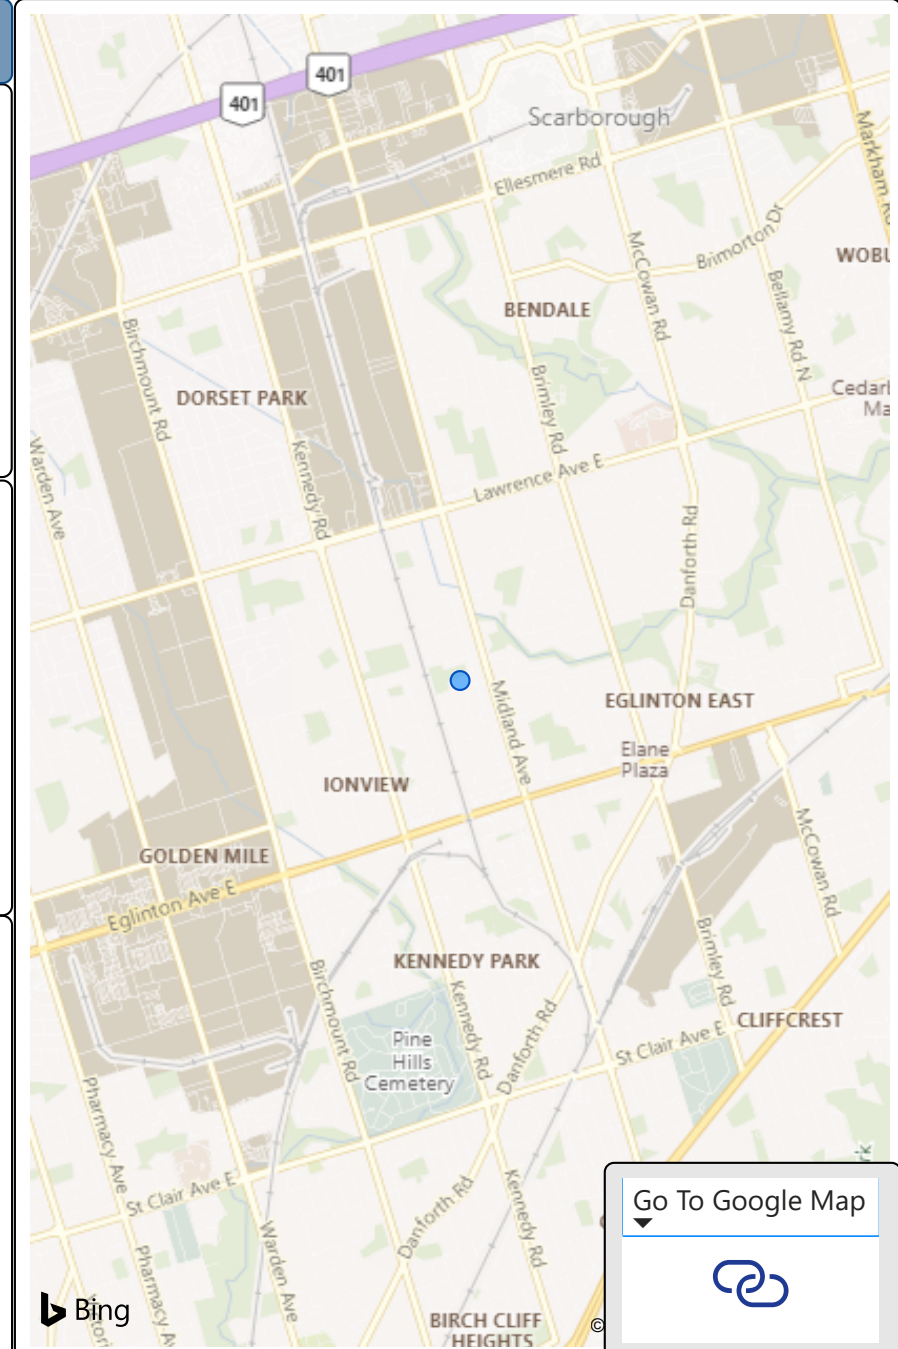 401
401
Scarborough
Ellesmere Rd
Markham Rd
McCowan Rd
Brimorton Dr
Bellamy Rd N
BENDALE
Birchmount Rd
DORSET PARK
Brimley Rd
Warden Ave
Kennedy Rd
Lawrence Ave E
Danforth Rd
Midland Ave
EGLINTON EAST
Elane
Plaza
IONVIEW
McCowan Rd
GOLDEN MILE
Eglinton Ave E
Brimley Rd
KENNEDY PARK
Birchmount Rd
Kennedy Rd
Danforth Rd
CLIFFCREST
St Clair Ave E
Pine
Hills
Cemetery
Pharmacy Ave
St Clair Ave E
Danforth Rd
Kennedy Rd
Warden Ave
Pharmacy Av
Go To Google Map
Bing
BIRCH CLIFF
HEIGHTS
©